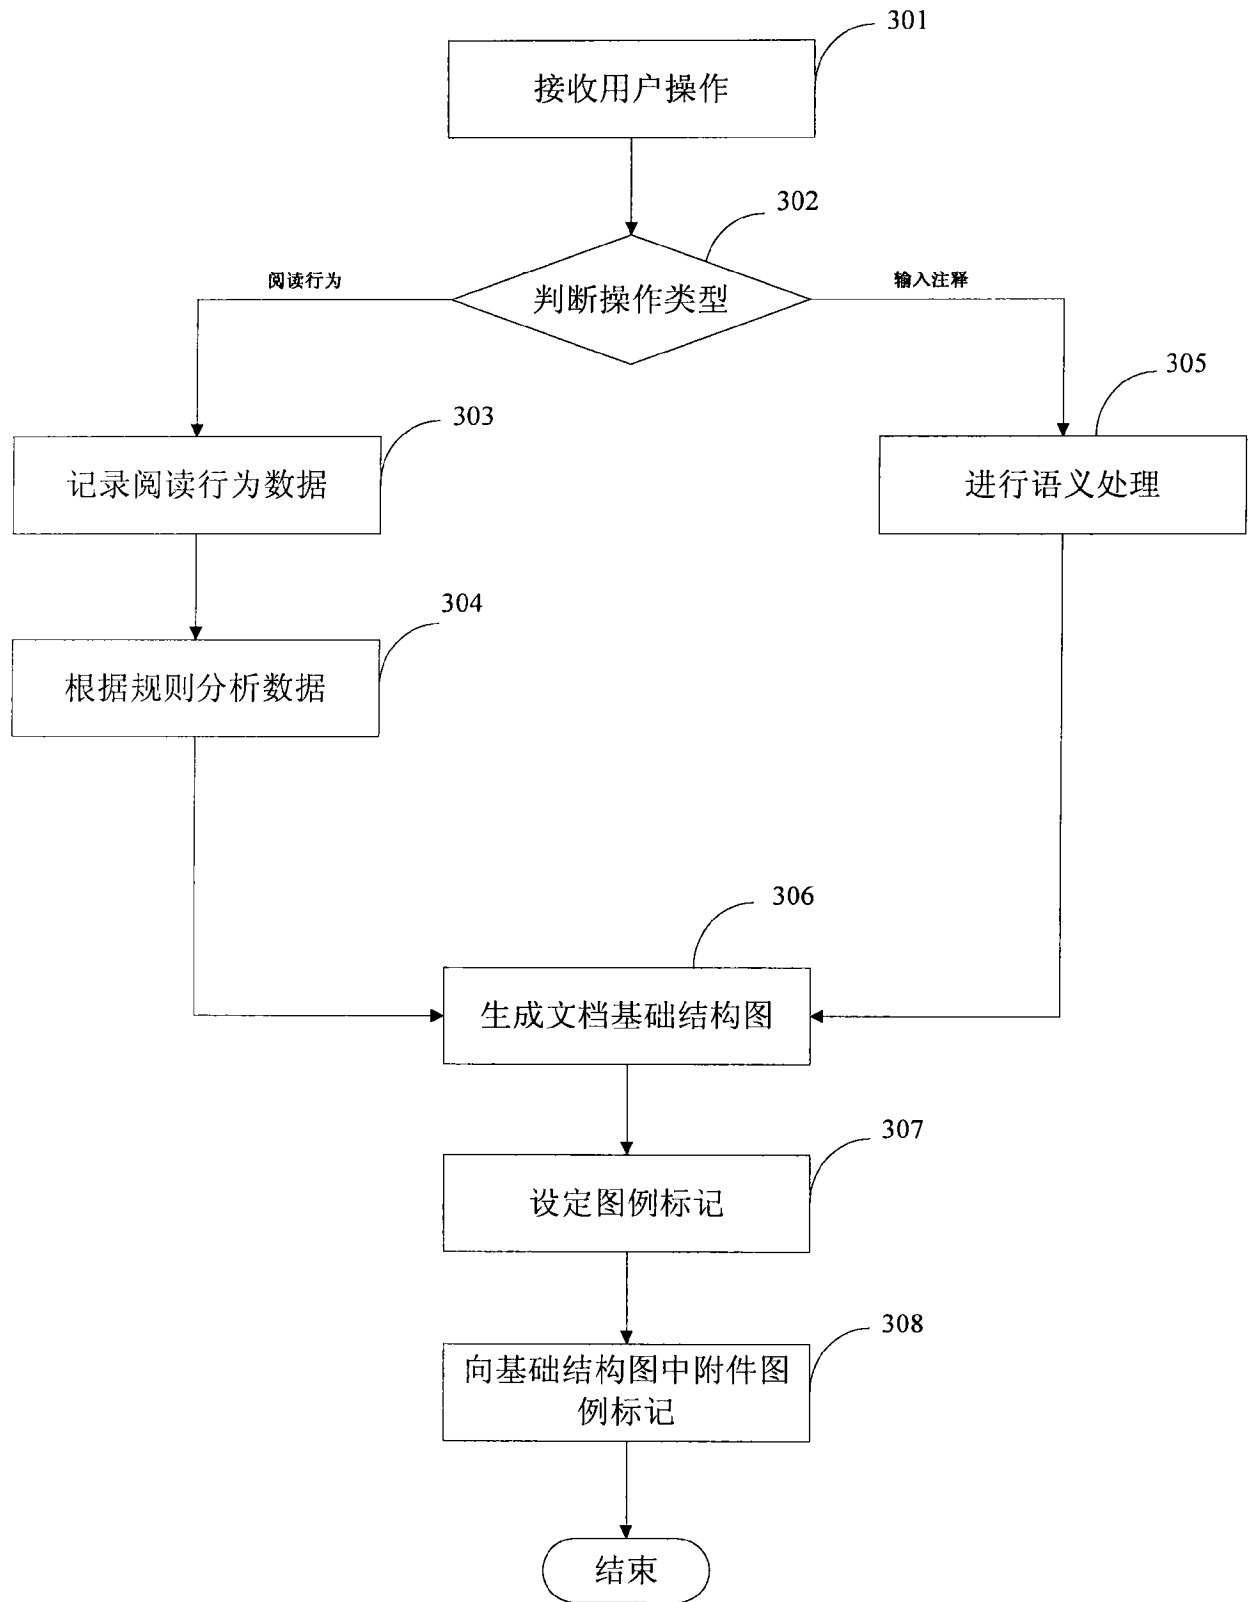 301
接收用户操作
302
阅读行为
输入注释
判断操作类型
305
303
记录阅读行为数据
进行语义处理
304
根据规则分析数据
306
生成文档基础结构图
307
设定图例标记
308
向基础结构图中附件图
例标记
结束